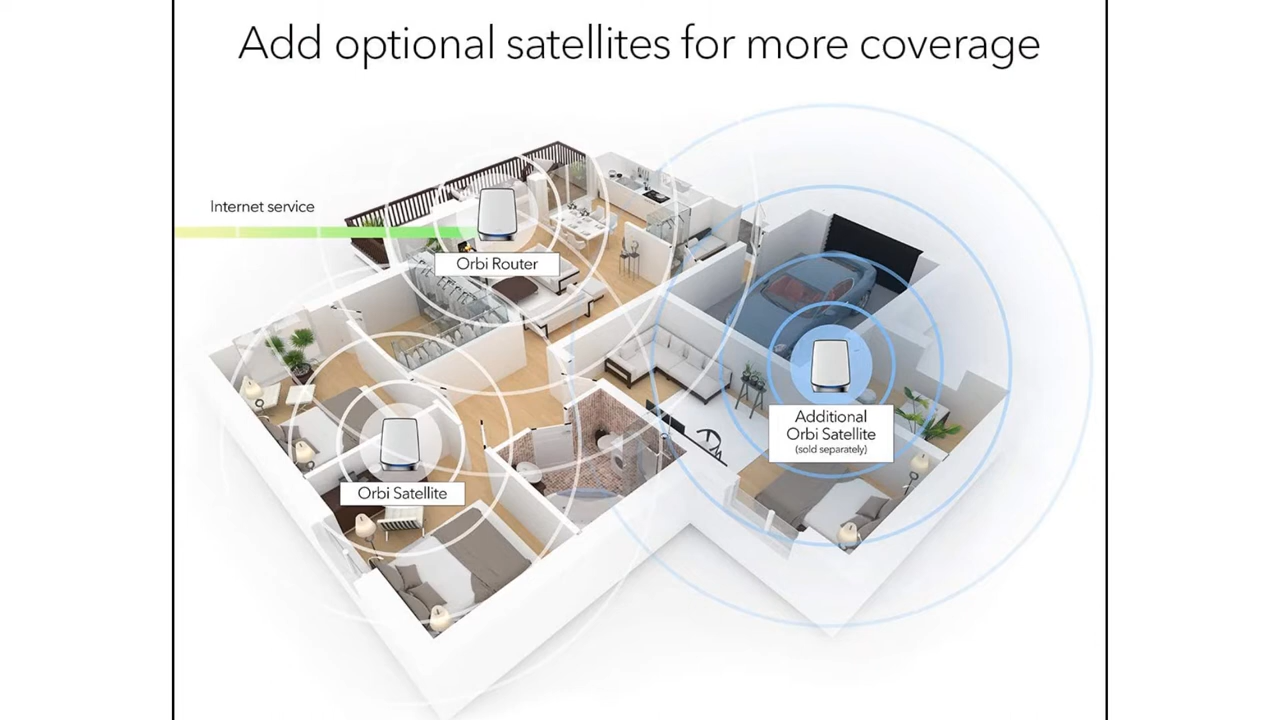 Add optional satellites for more coverage
Internet service
Orbi Router
Additional
Orbi Satellite
(sold separately)
Orbi Satellite